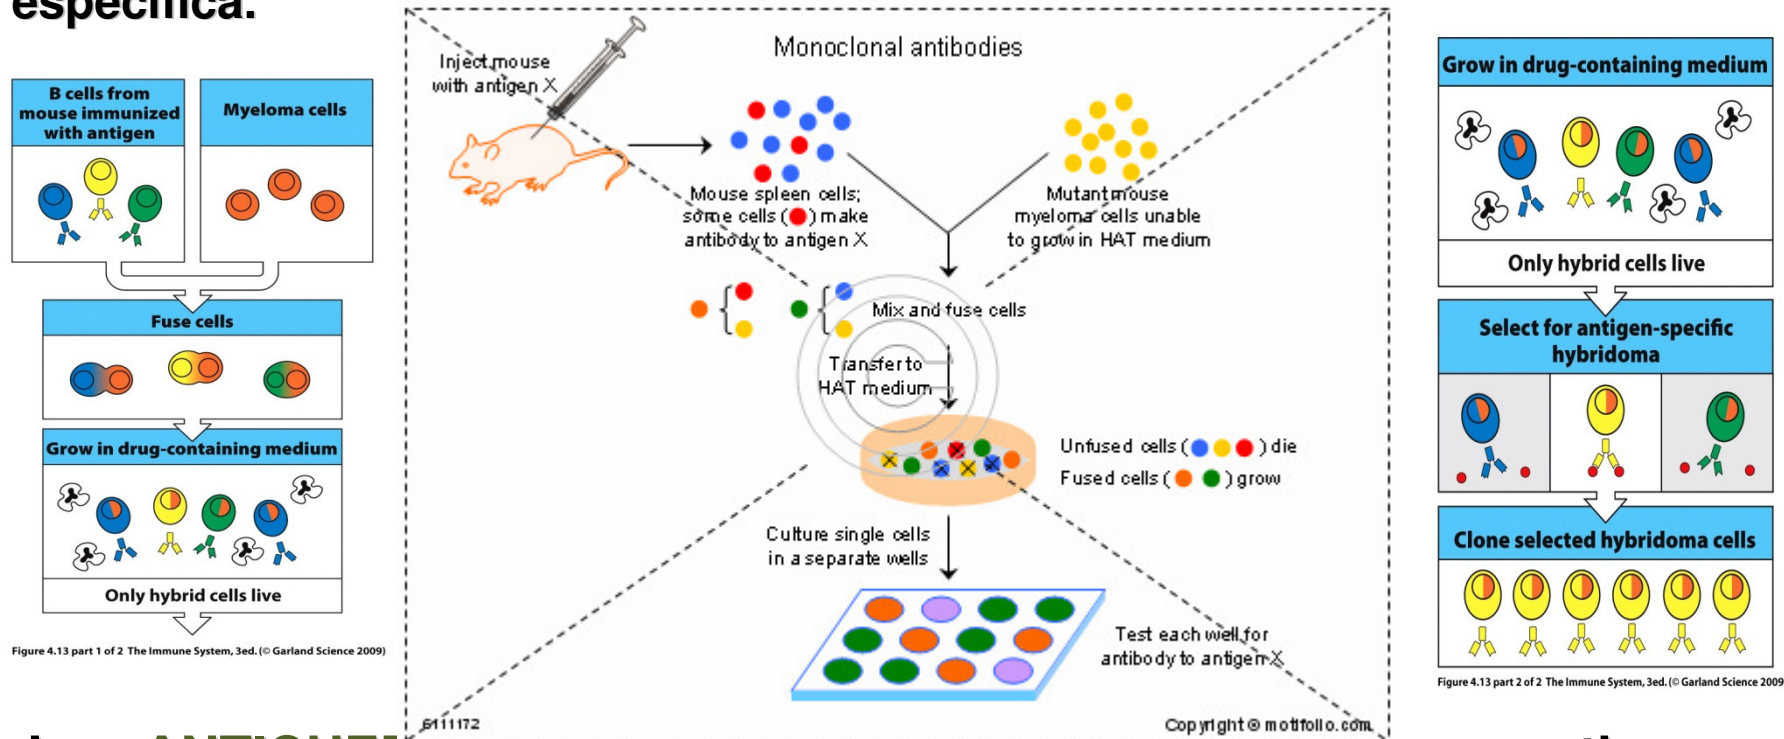 específica.
B cells from
mouse immunized
with antigen
Myeloma cells
Fuse cells
Grow in drug-containing medium
Only hybrid cells live
Figure 4.13 part 1 of 2 The Immune System, 3ed. (© Garland Science 2009)
Monoclonal antibodies
Inject mouse
with antigen X
Mouse spleen cells;
some cells ( ) make
antibody to antigen X
Mutant mouse
myeloma cells unable
to grow in HAT medium
Mix and fuse cells
Transfer to
HAT medium
Unfused cells ( ) die
Fused cells ( ) grow
Culture single cells
in a separate wells
Test each well for
antibody to antigen X
6111172
Copyright © motifolio.com
Grow in drug-containing medium
Only hybrid cells live
Select for antigen-specific
hybridoma
Clone selected hybridoma cells
Figure 4.13 part 2 of 2 The Immune System, 3ed. (© Garland Science 2009